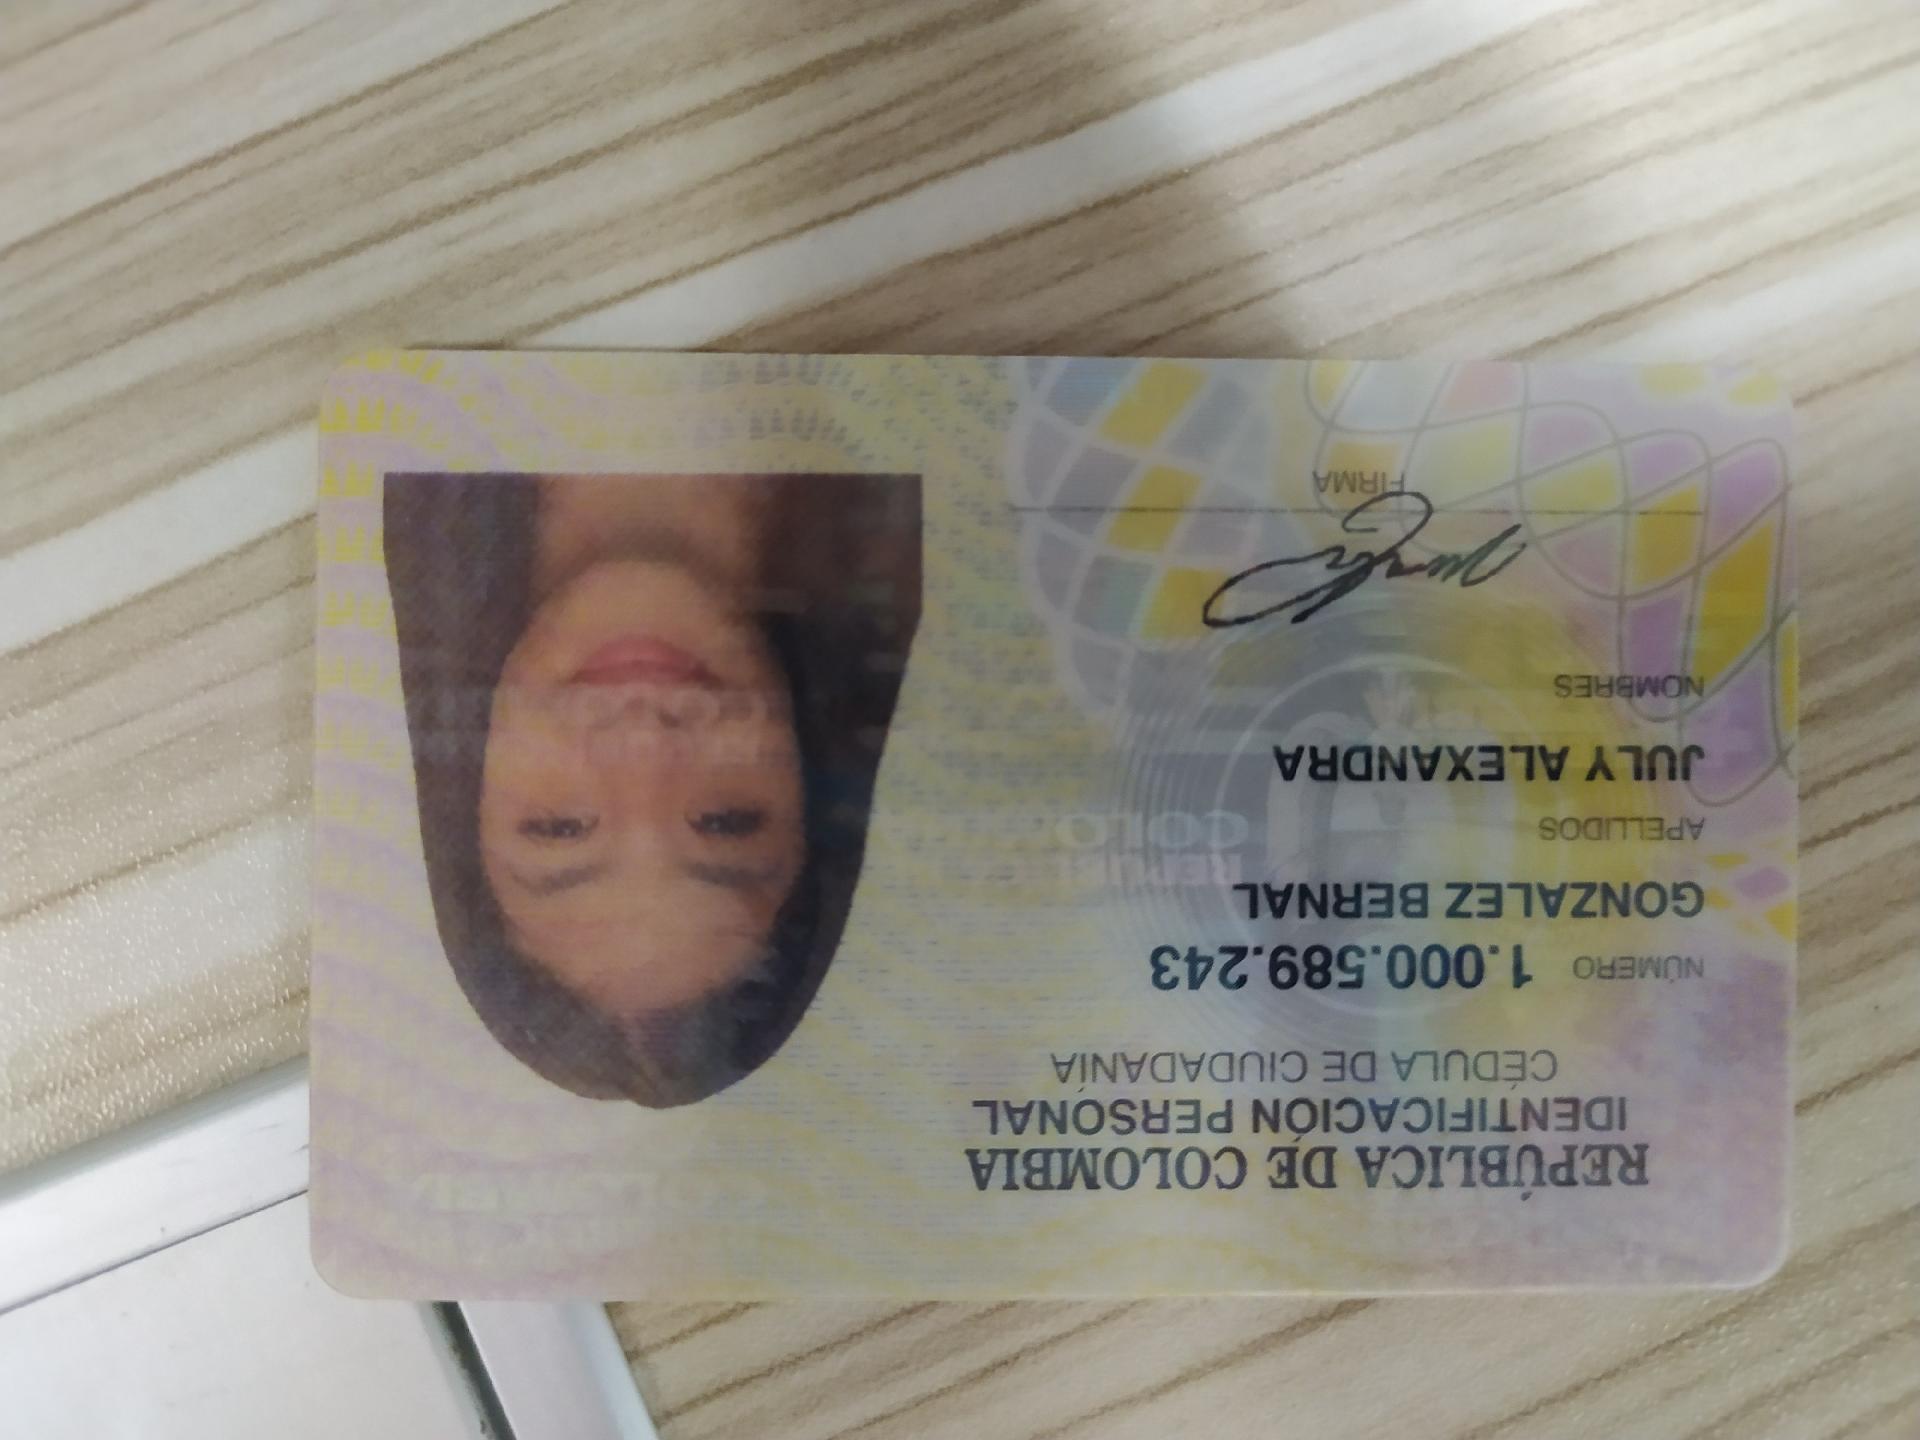 REPÚBLICA DE COLOMBIA
IDENTIFICACIÓN PERSONAL
CÉDULA DE CIUDADANÍA
NÚMERO 1.000.589.243
GONZALEZ BERNAL
APELLIDOS
JULY ALEXANDRA
NOMBRES
FIRMA